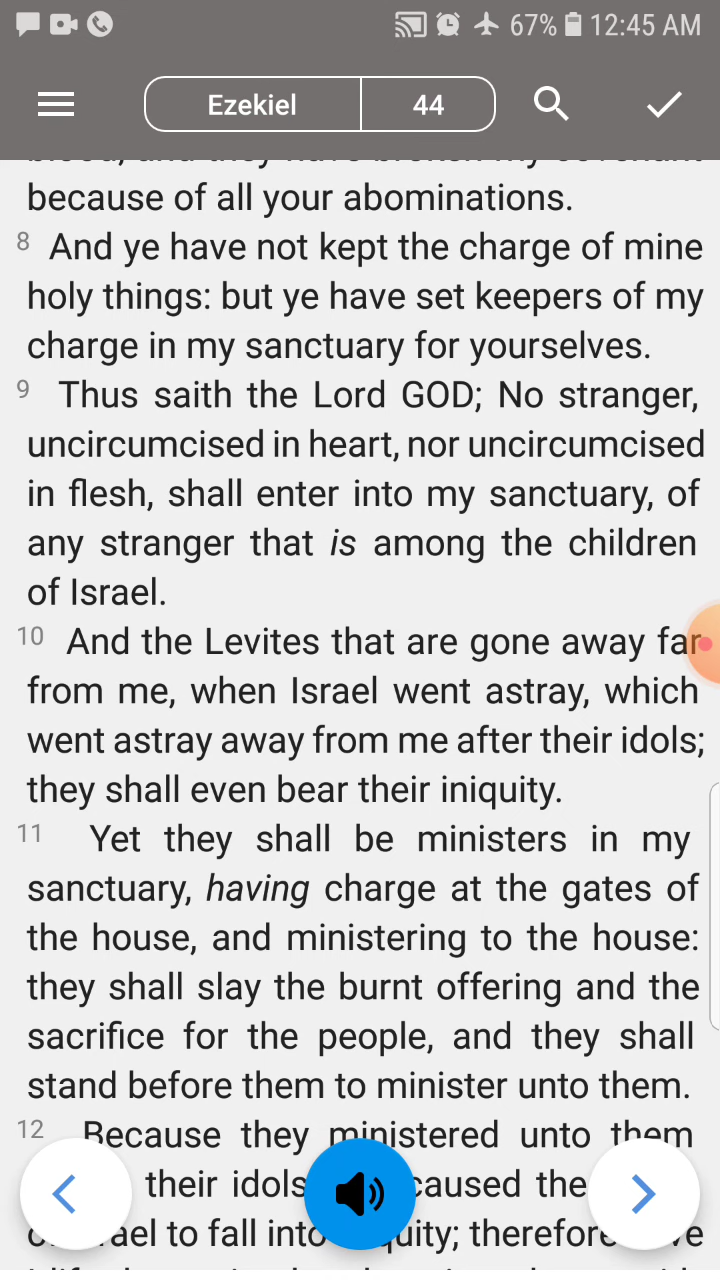 67% 12:45 AM
Ezekiel 44
because of all your abominations.
8 And ye have not kept the charge of mine
holy things: but ye have set keepers of my
charge in my sanctuary for yourselves.
9 Thus saith the Lord GOD; No stranger,
uncircumcised in heart, nor uncircumcised
in flesh, shall enter into my sanctuary, of
any stranger that is among the children
of Israel.
10 And the Levites that are gone away far
from me, when Israel went astray, which
went astray away from me after their idols;
they shall even bear their iniquity.
11 Yet they shall be ministers in my
sanctuary, having charge at the gates of
the house, and ministering to the house:
they shall slay the burnt offering and the
sacrifice for the people, and they shall
stand before them to minister unto them.
12 Because they ministered unto them
their idols caused the
to fall into